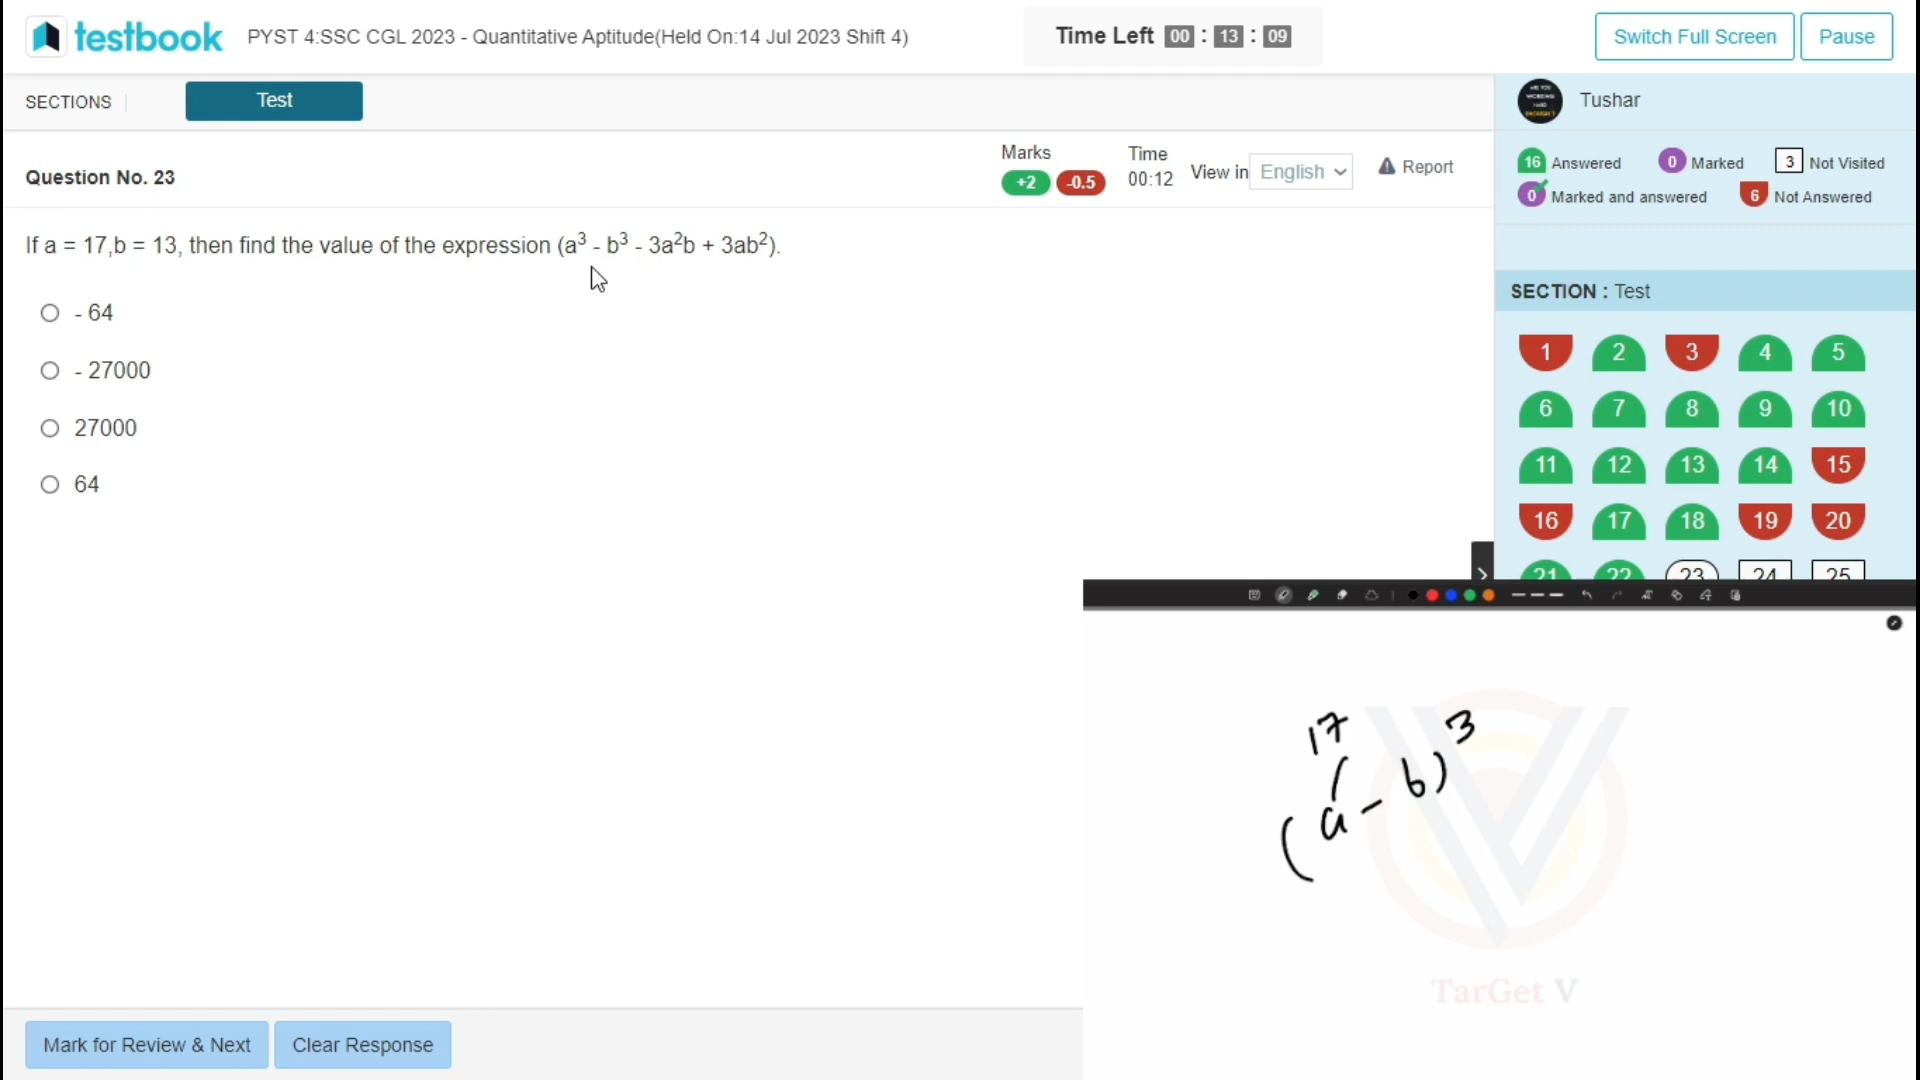 testbook PYST 4:SSC CGL 2023 - Quantitative Aptitude(Held On:14 Jul 2023 Shift 4) Time Left 00 : 13 : 09 Switch Full Screen Pause
SECTIONS Test
Tushar
16 Answered 0 Marked 3 Not Visited
0 Marked and answered 6 Not Answered
Question No. 23
Marks
+2 -0.5
Time
00:12
View in English Report
If a = 17,b = 13, then find the value of the expression (a³ - b³ - 3a²b + 3ab²).
- 64
- 27000
27000
64
SECTION : Test
1 2 3 4 5
6 7 8 9 10
11 12 13 14 15
16 17 18 19 20
21 22 23 24 25
17
(a - b)³
TarGet V
Mark for Review & Next Clear Response